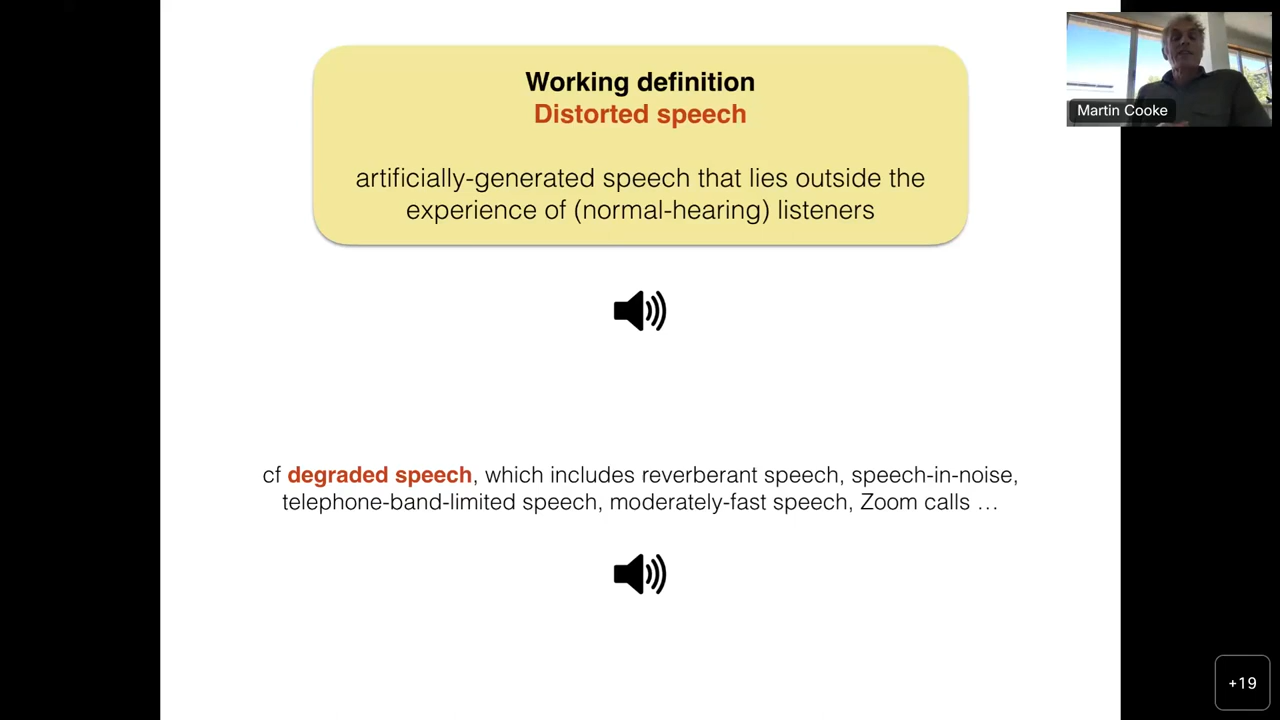 Working definition
Distorted speech
artificially-generated speech that lies outside the
experience of (normal-hearing) listeners
Martin Cooke
cf degraded speech, which includes reverberant speech, speech-in-noise,
telephone-band-limited speech, moderately-fast speech, Zoom calls …
+19